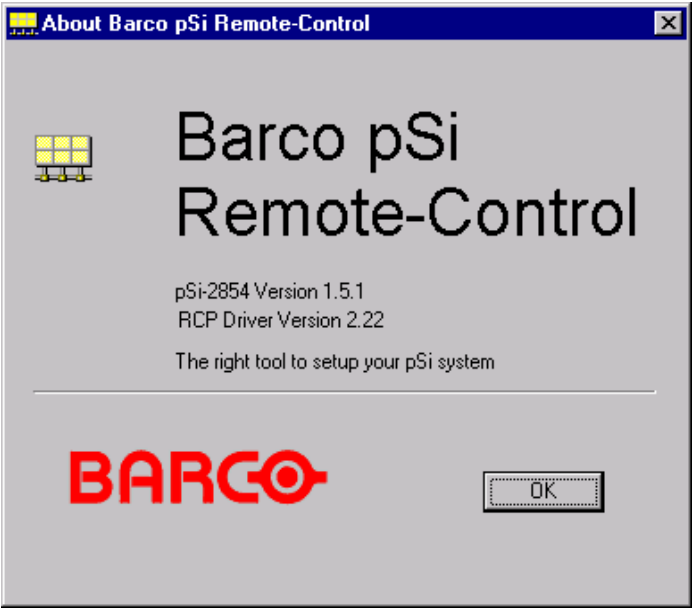 About Barco pSi Remote-Control
Barco pSi
Remote-Control
pSi-2854 Version 1.5.1
RCP Driver Version 2.22
The right tool to setup your pSi system
BARCO
OK